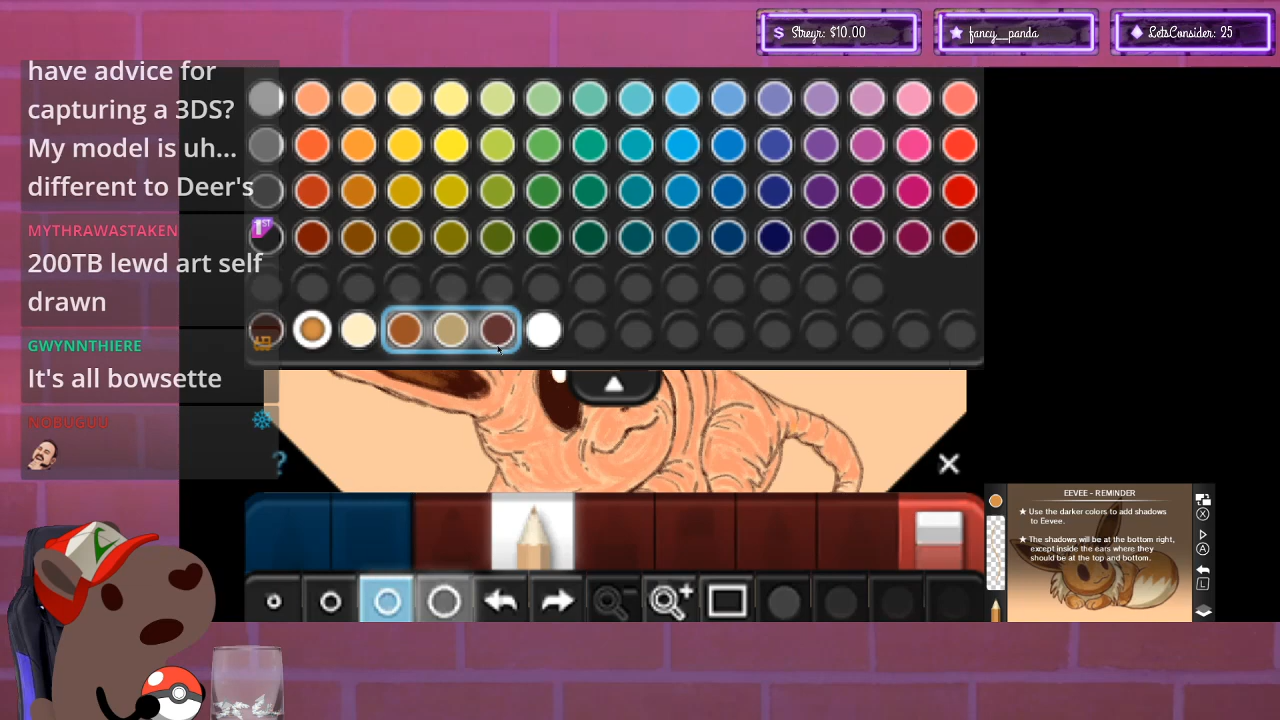 Streyr: $10.00
fancy__panda
LetsConsider: 25
have advice for
capturing a 3DS?
My model is uh...
different to Deer's
MYTHRAWASTAKEN
200TB lewd art self
drawn
GWYNNTHIERE
It's all bowsette
NOBUGUU
1ST
?
EEVEE - REMINDER
★ Use the darker colors to add shadows
to Eevee.
★ The shadows will be at the bottom right,
except inside the ears where they
should be at the top and bottom.
X
A
L